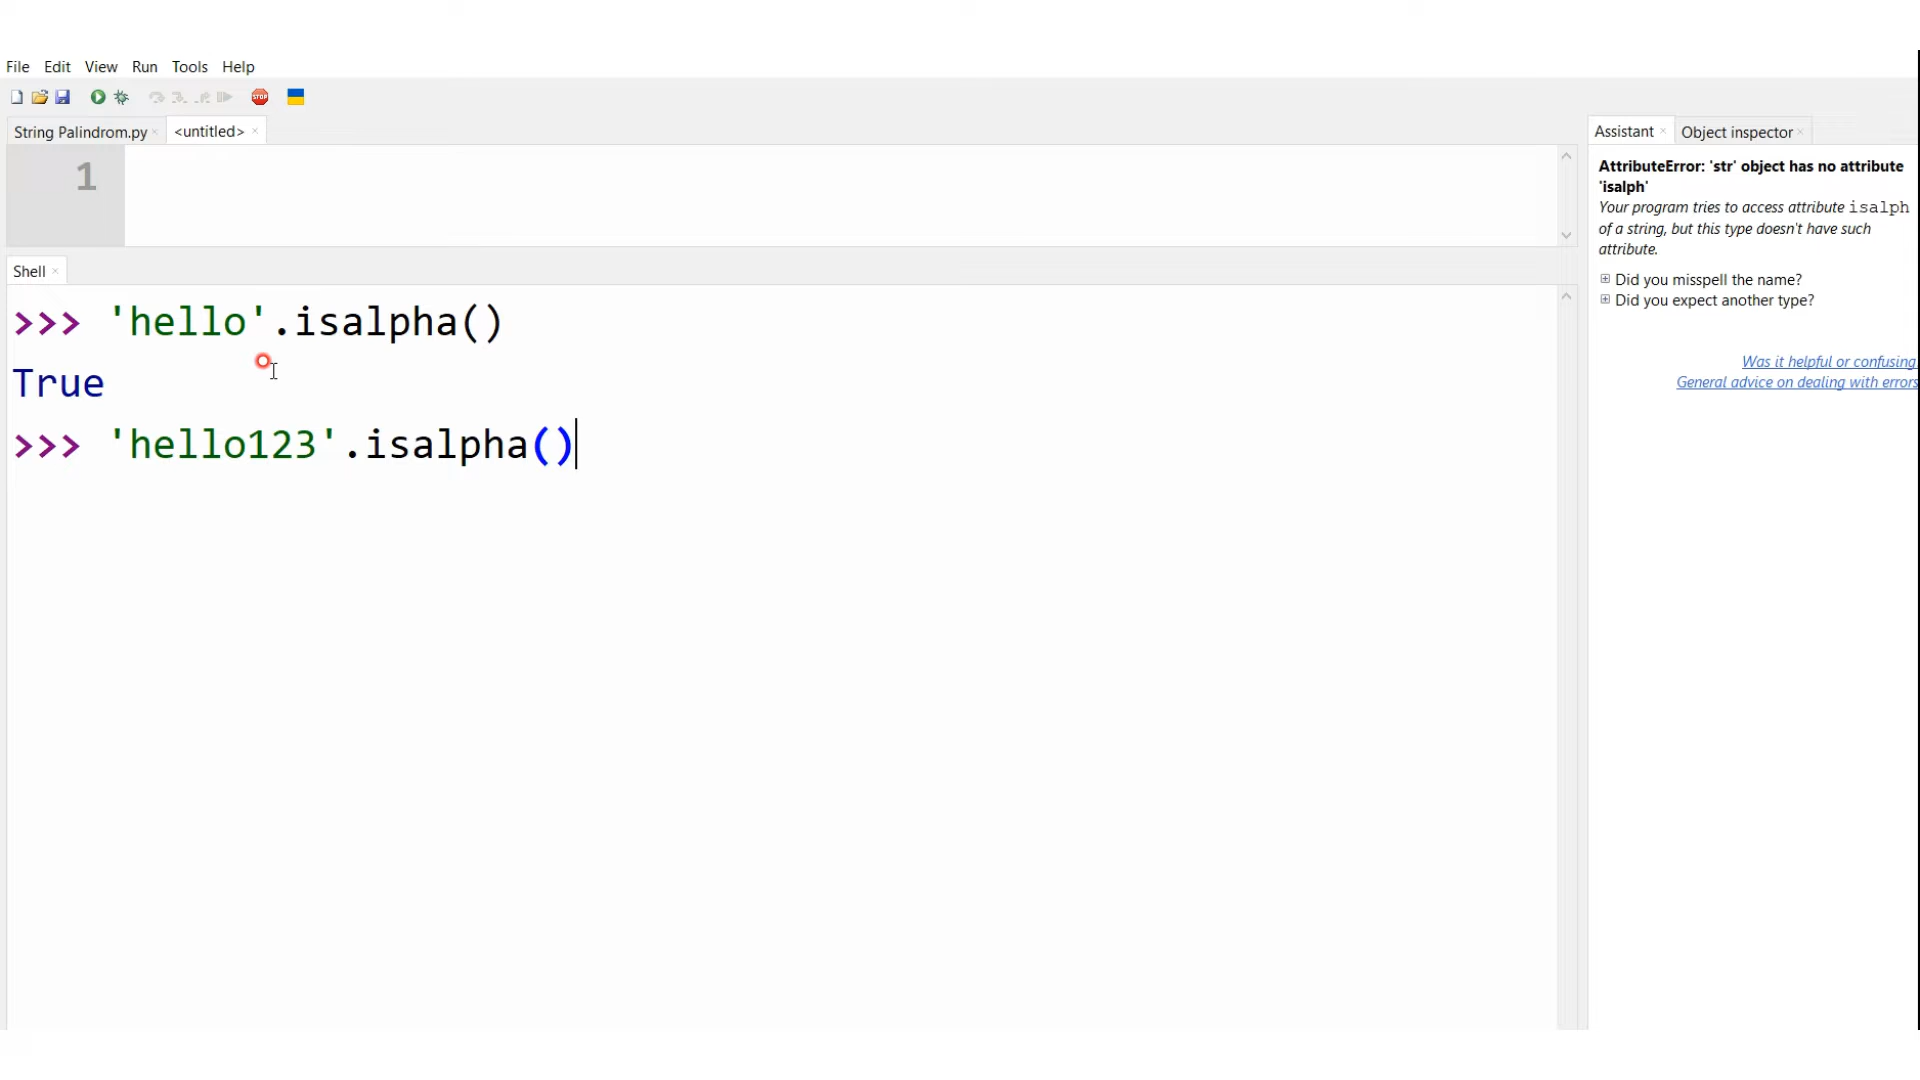 File Edit View Run Tools Help
STOP
String Palindrom.py × <untitled> ×
1
Shell ×
>>> 'hello'.isalpha()
True
>>> 'hello123'.isalpha()
Assistant × Object inspector ×
AttributeError: 'str' object has no attribute
'isalph'
Your program tries to access attribute isalph
of a string, but this type doesn't have such
attribute.
Did you misspell the name?
Did you expect another type?
Was it helpful or confusing
General advice on dealing with errors